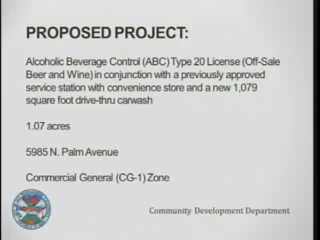 PROPOSED PROJECT:
Alcoholic Beverage Control (ABC) Type 20 License (Off-Sale
Beer and Wine) in conjunction with a previously approved
service station with convenience store and a new 1,079
square foot drive-thru carwash
1.07 acres
5985 N. Palm Avenue
Commercial General (CG-1) Zone
Community Development Department